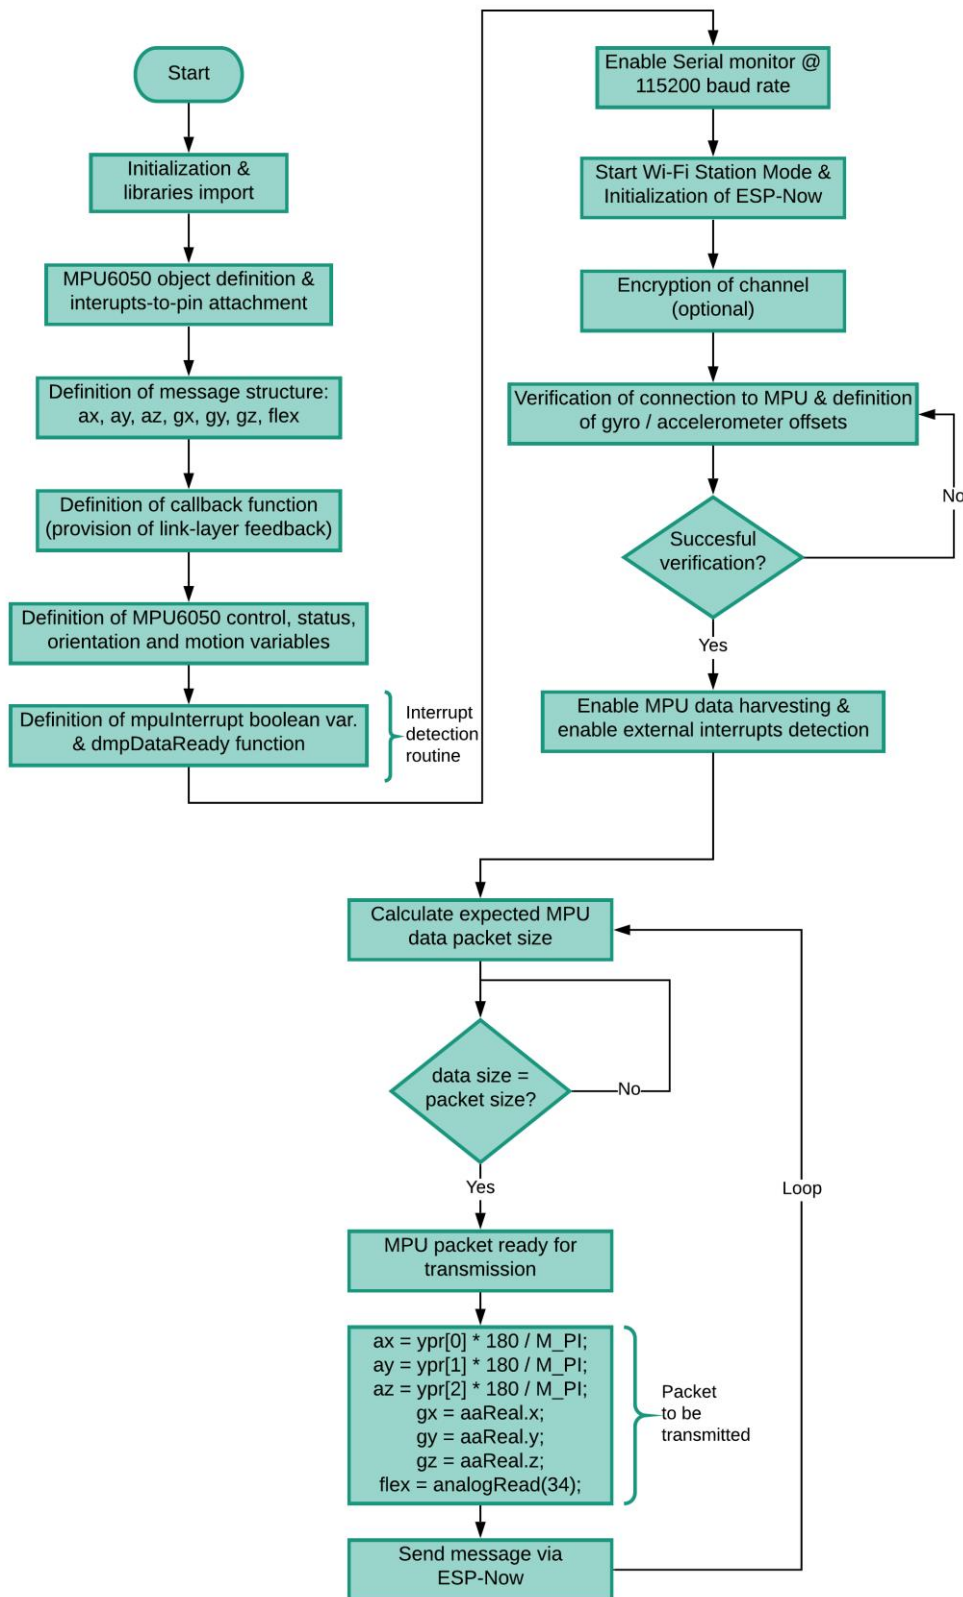 Start
Initialization &
libraries import
MPU6050 object definition &
interupts-to-pin attachment
Definition of message structure:
ax, ay, az, gx, gy, gz, flex
Definition of callback function
(provision of link-layer feedback)
Definition of MPU6050 control, status,
orientation and motion variables
Definition of mpuInterrupt boolean var.
& dmpDataReady function
Interrupt
detection
routine
Enable Serial monitor @
115200 baud rate
Start Wi-Fi Station Mode &
Initialization of ESP-Now
Encryption of channel
(optional)
Verification of connection to MPU & definition
of gyro / accelerometer offsets
No
Succesful
verification?
Yes
Enable MPU data harvesting &
enable external interrupts detection
Calculate expected MPU
data packet size
data size =
packet size?
No
Yes
Loop
MPU packet ready for
transmission
ax = ypr[0] * 180 / M_PI;
ay = ypr[1] * 180 / M_PI;
az = ypr[2] * 180 / M_PI;
gx = aaReal.x;
gy = aaReal.y;
gz = aaReal.z;
flex = analogRead(34);
Packet
to be
transmitted
Send message via
ESP-Now